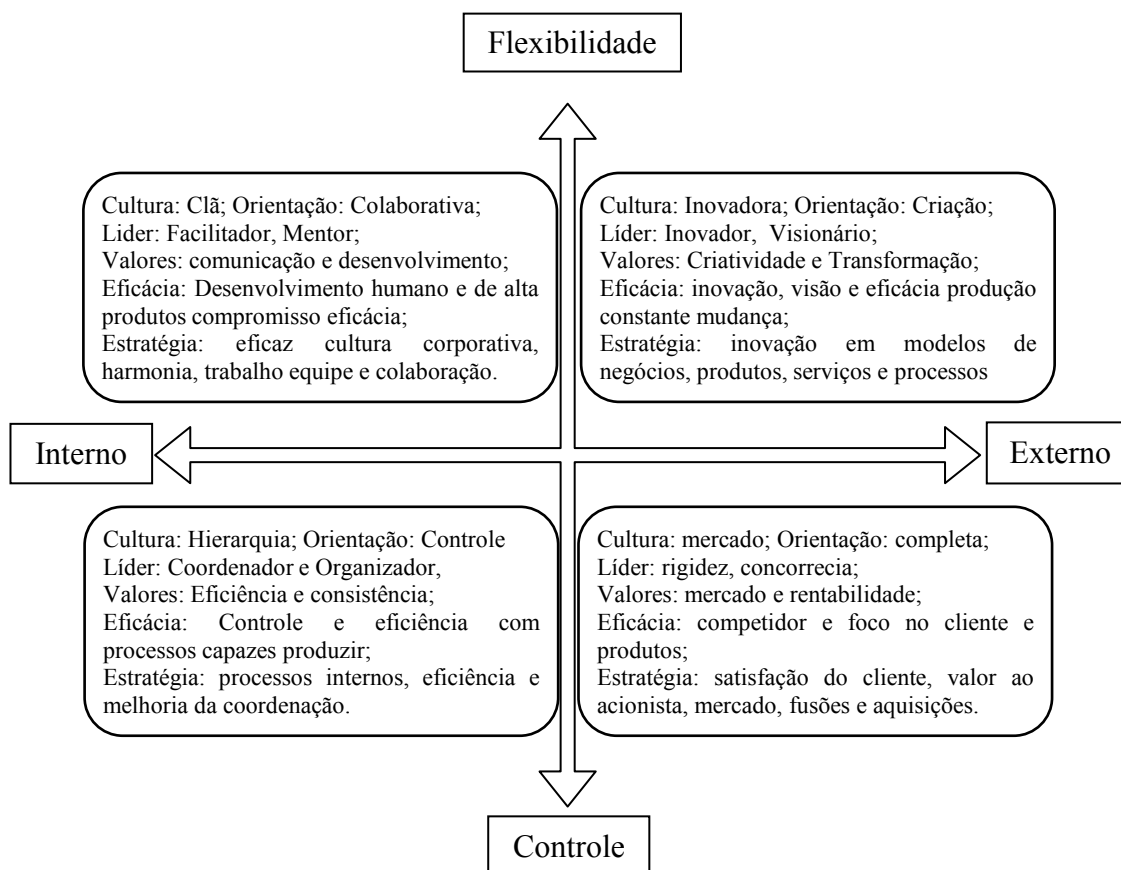 Flexibilidade
Cultura: Clã; Orientação: Colaborativa;
Lider: Facilitador, Mentor;
Valores: comunicação e desenvolvimento;
Eficácia: Desenvolvimento humano e de alta
produtos compromisso eficácia;
Estratégia: eficaz cultura corporativa,
harmonia, trabalho equipe e colaboração.
Cultura: Inovadora; Orientação: Criação;
Líder: Inovador, Visionário;
Valores: Criatividade e Transformação;
Eficácia: inovação, visão e eficácia produção
constante mudança;
Estratégia: inovação em modelos de
negócios, produtos, serviços e processos
Interno
Externo
Cultura: Hierarquia; Orientação: Controle
Líder: Coordenador e Organizador,
Valores: Eficiência e consistência;
Eficácia: Controle e eficiência com
processos capazes produzir;
Estratégia: processos internos, eficiência e
melhoria da coordenação.
Cultura: mercado; Orientação: completa;
Líder: rigidez, concorrecia;
Valores: mercado e rentabilidade;
Eficácia: competidor e foco no cliente e
produtos;
Estratégia: satisfação do cliente, valor ao
acionista, mercado, fusões e aquisições.
Controle